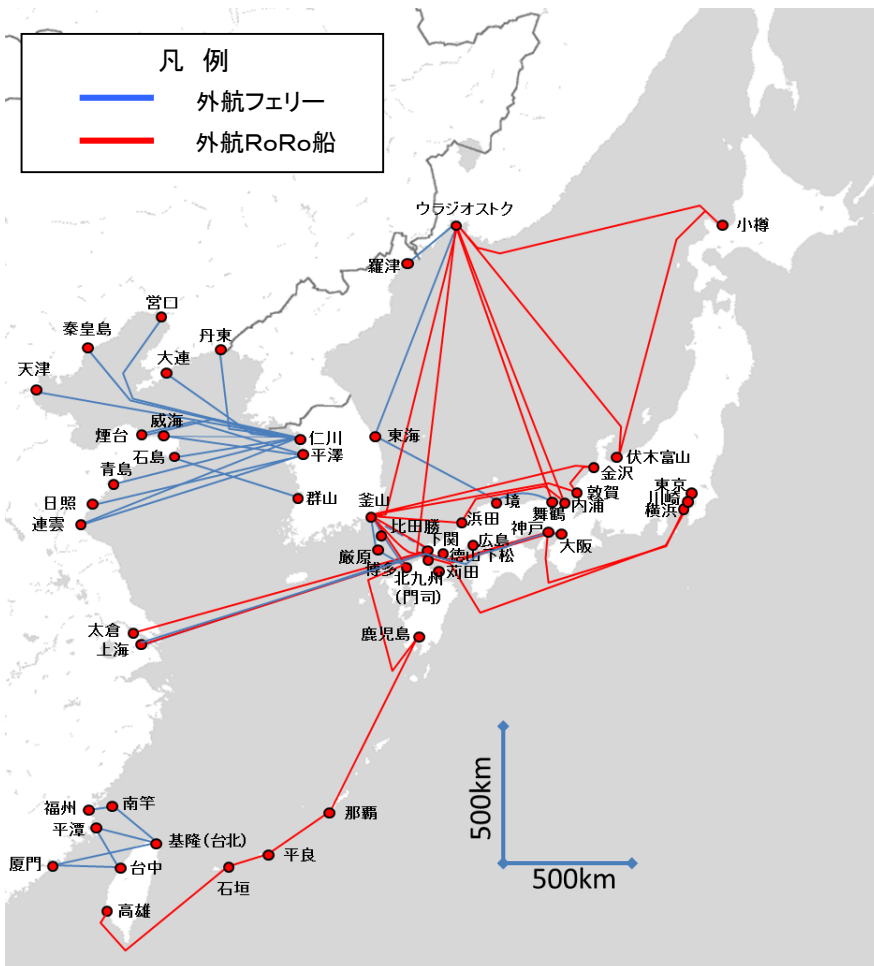 凡 例
外航フェリー
外航RoRo船
ウラジオストク
小樽
羅津
営口
秦皇島
丹東
天津
大連
威海
煙台
仁川
東海
伏木富山
石島
平澤
金沢
青島
東京
群山
釜山
境
敦賀
川崎
日照
舞鶴
内浦
横浜
連雲
比田勝
浜田
神戸
下関
広島
大阪
厳原
徳山下松
博多
北九州
(門司)
苅田
太倉
鹿児島
上海
500km
500km
福州
南竿
那覇
平潭
基隆(台北)
厦門
台中
平良
石垣
高雄